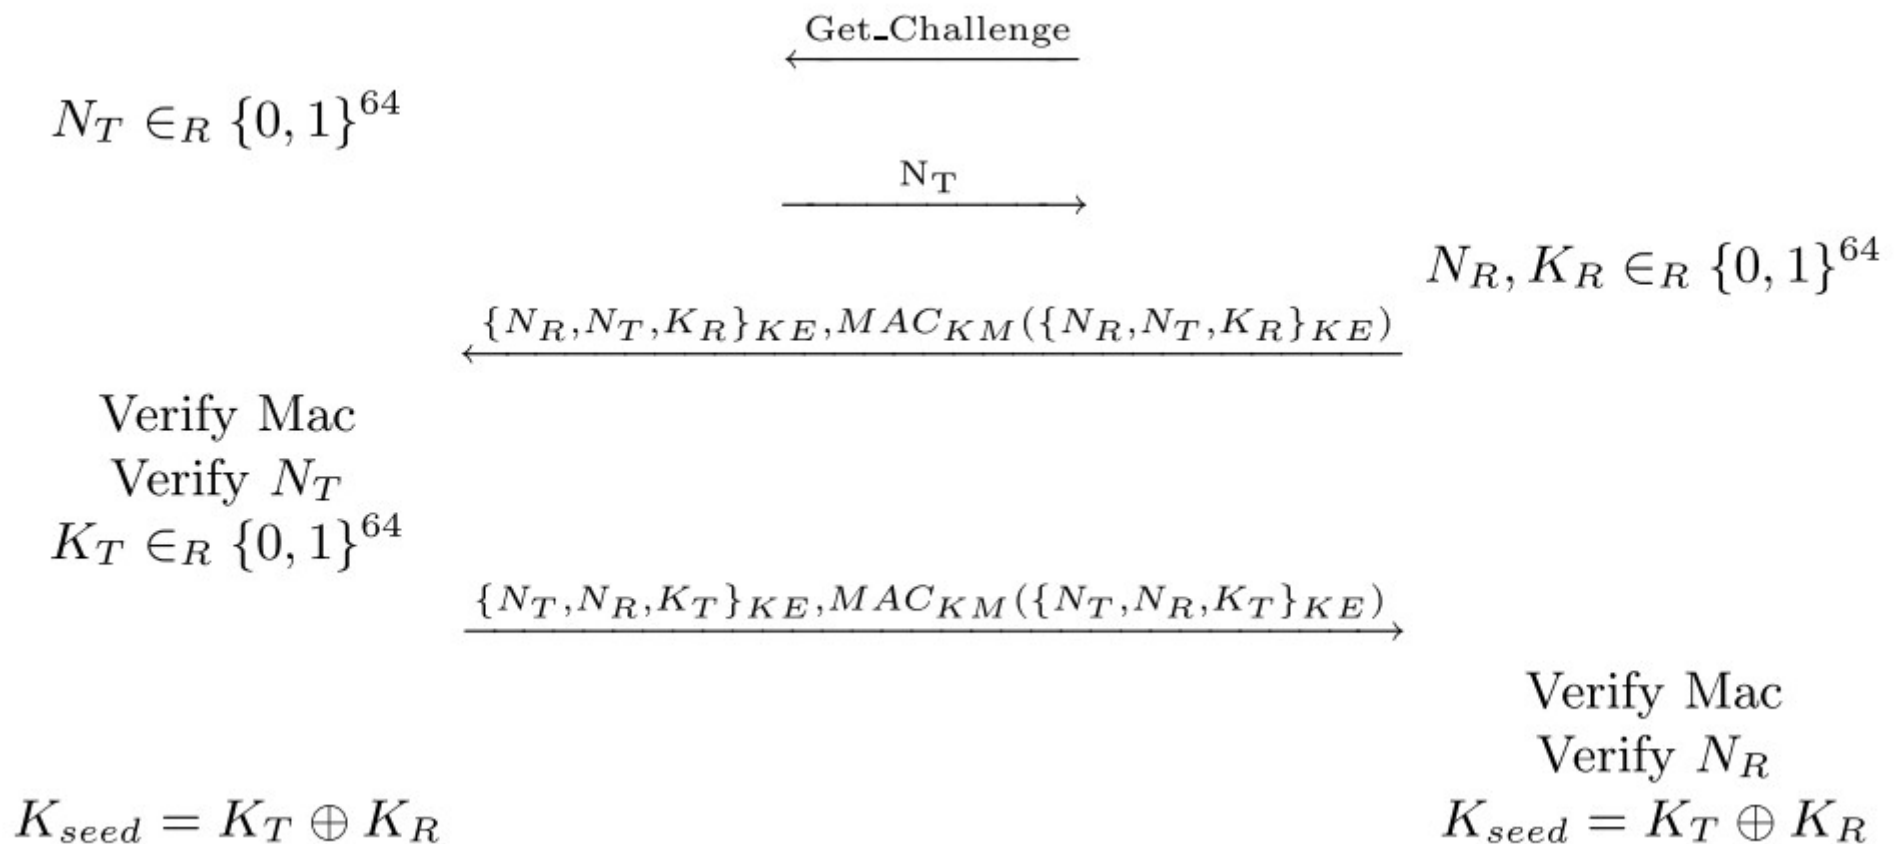 Get_Challenge
N_T ∈_R {0, 1}^64
N_T
N_R, K_R ∈_R {0, 1}^64
{N_R,N_T,K_R}_KE,MAC_KM({N_R,N_T,K_R}_KE)
Verify Mac
Verify N_T
K_T ∈_R {0, 1}^64
{N_T,N_R,K_T}_KE,MAC_KM({N_T,N_R,K_T}_KE)
Verify Mac
Verify N_R
K_seed = K_T ⊕ K_R
K_seed = K_T ⊕ K_R